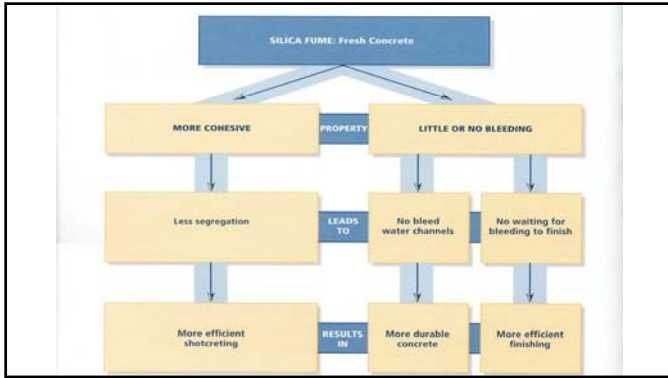 SILICA FUME: Fresh Concrete
MORE COHESIVE
PROPERTY
LITTLE OR NO BLEEDING
Less segregation
LEADS
TO
No bleed
water channels
No waiting for
bleeding to finish
More efficient
shotcreting
RESULTS
IN
More durable
concrete
More efficient
finishing